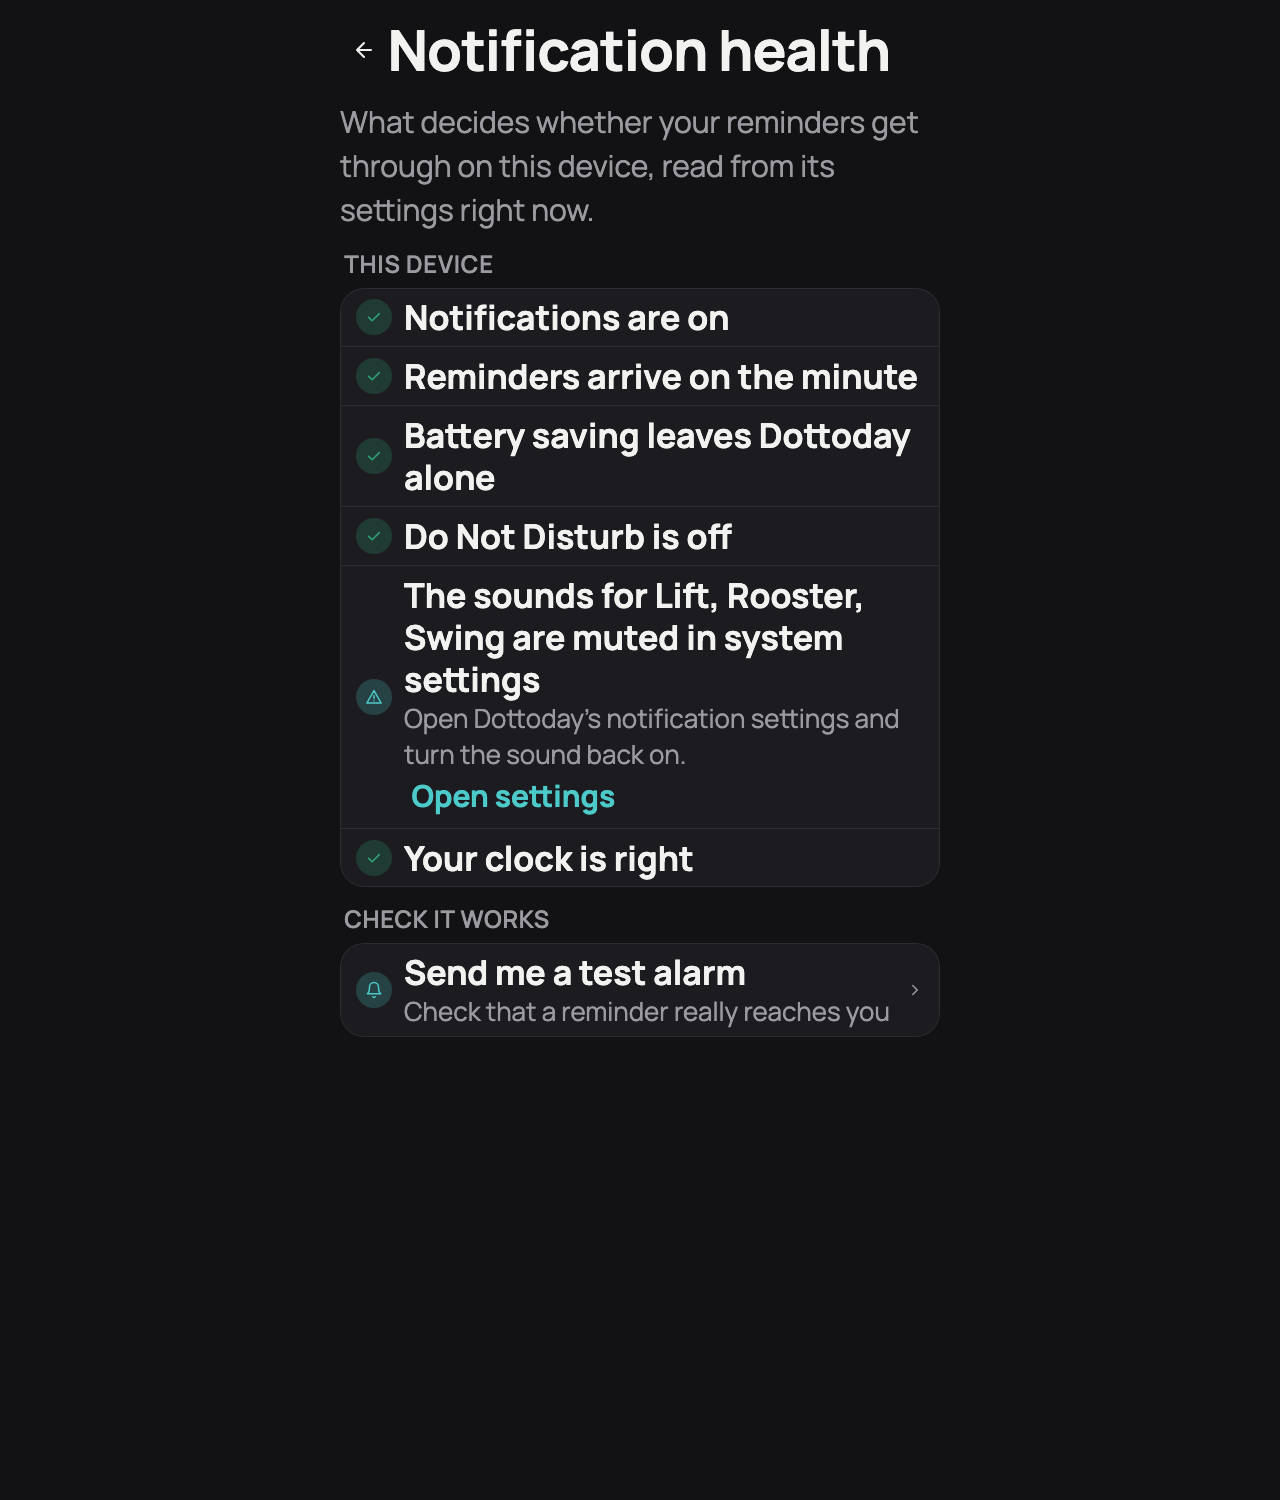 Notification health
What decides whether your reminders get
through on this device, read from its
settings right now.
THIS DEVICE
Notifications are on
Reminders arrive on the minute
Battery saving leaves Dottoday
alone
Do Not Disturb is off
The sounds for Lift, Rooster,
Swing are muted in system
settings
Open Dottoday’s notification settings and
turn the sound back on.
Open settings
Your clock is right
CHECK IT WORKS
Send me a test alarm
Check that a reminder really reaches you